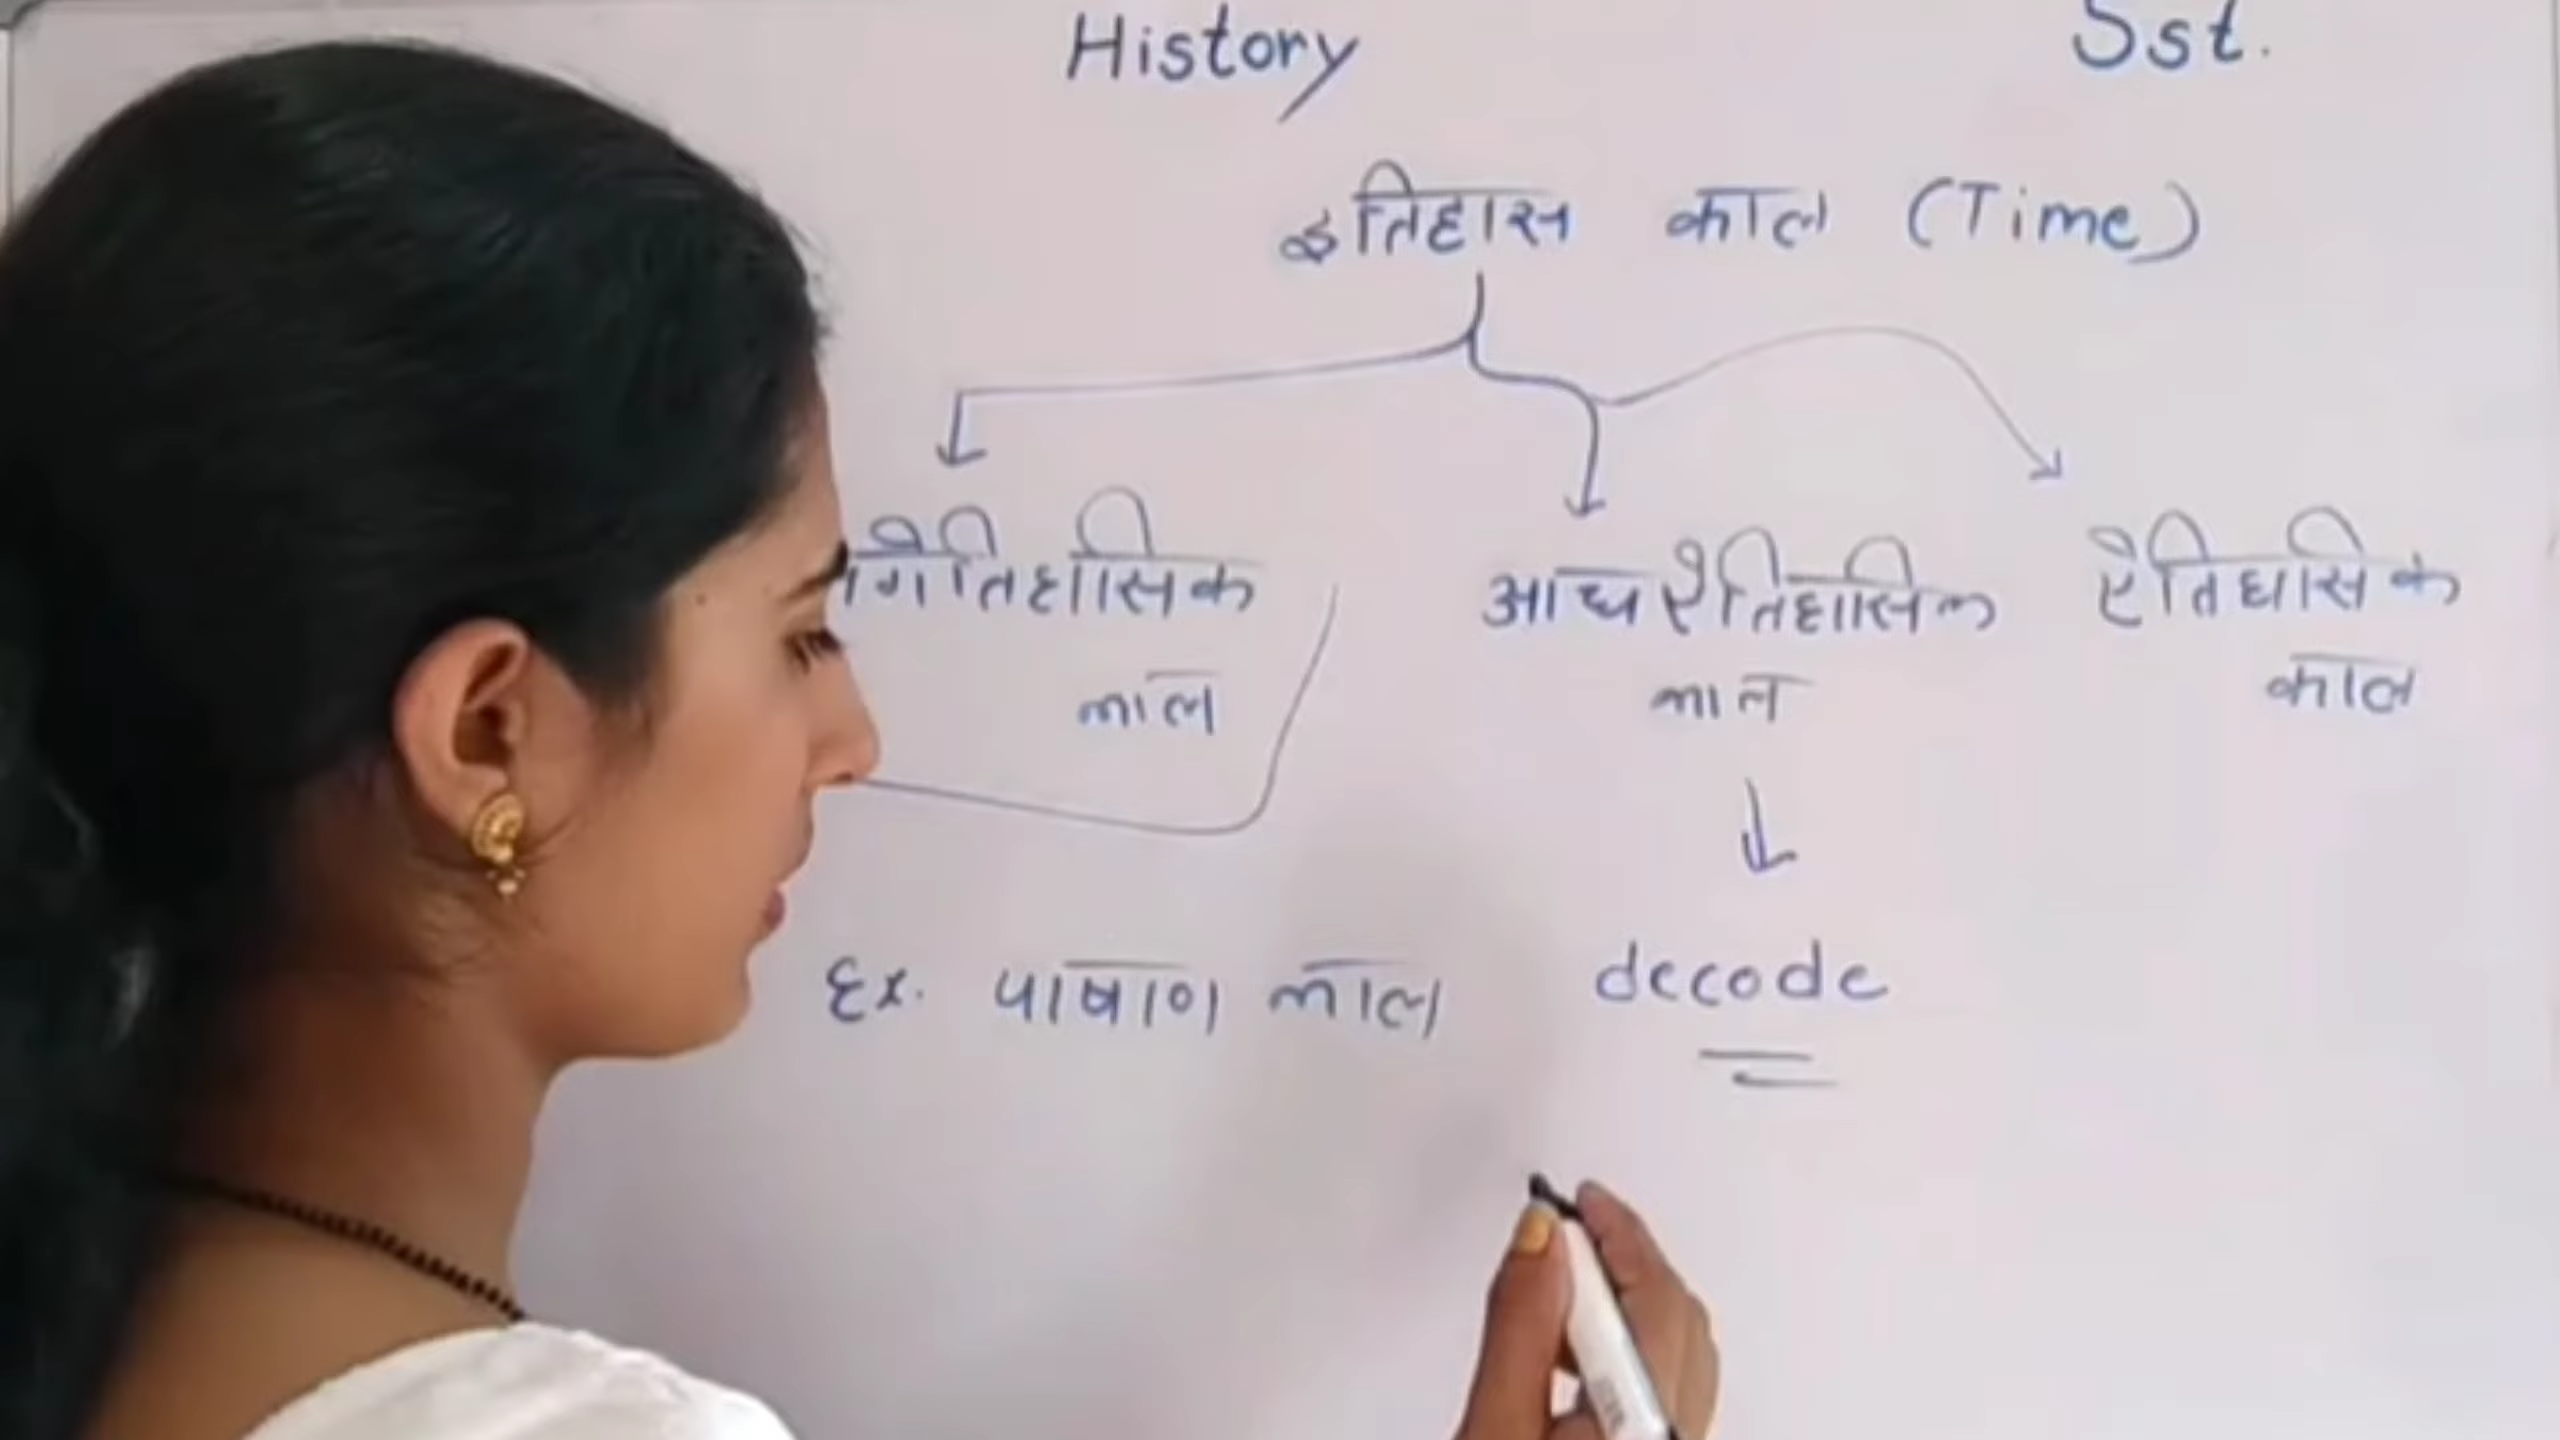 History Sst.
इतिहास काल (Time)
गैतिहासिक आद्यऐतिहासिक ऐतिहासिक
काल काल काल
Ex. पाषाण काल decode